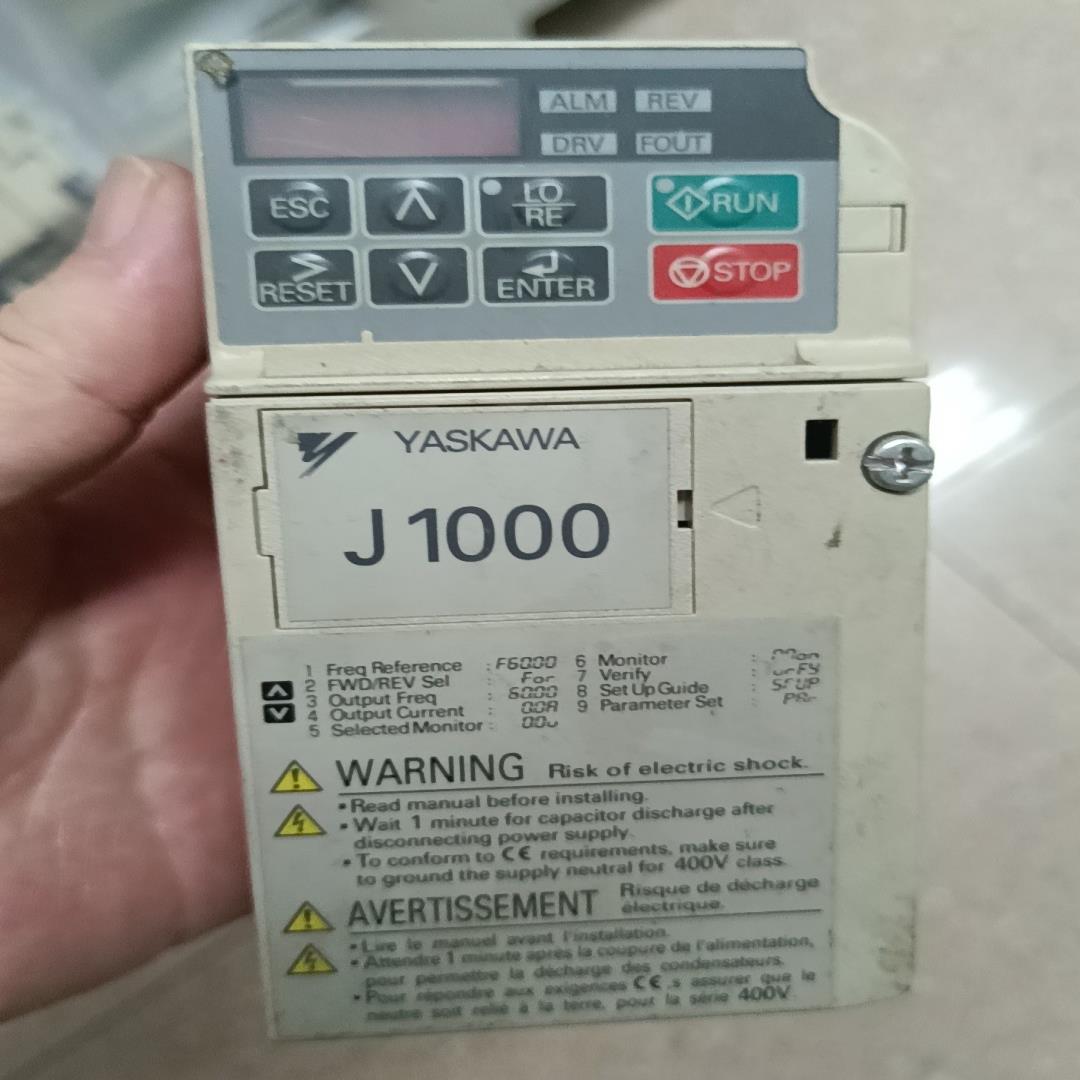 ALM REV
DRV FOUT
ESC LO RE RUN
RESET ENTER STOP
YASKAWA
J1000
1 Freq Reference : F6000 6 Monitor : Mon
2 FWD/REV Sel : For 7 Verify : urFY
3 Output Freq : 6000 8 Set Up Guide : SFUP
4 Output Current : 00A 9 Parameter Set : PAr
5 Selected Monitor :
WARNING Risk of electric shock.
• Read manual before installing.
• Wait 1 minute for capacitor discharge after
disconnecting power supply.
• To conform to CE requirements, make sure
to ground the supply neutral for 400V class.
AVERTISSEMENT Risque de décharge
électrique.
• Lire le manuel avant l'installation.
• Attendre 1 minute après la coupure de l'alimentation,
pour permettre la décharge des condensateurs.
• Pour répondre aux exigences CE, s assurer que le
neutre soit relié à la terre, pour la série 400V.